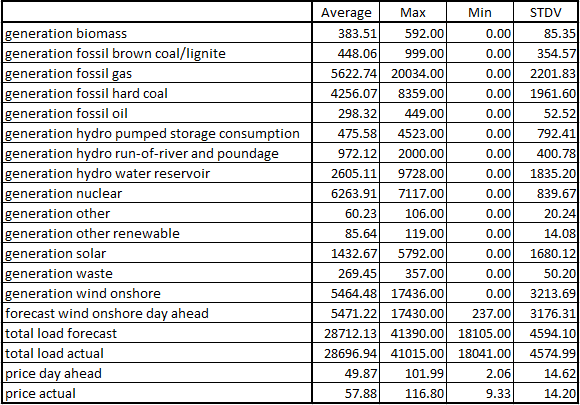 Average Max Min STDV
generation biomass 383.51 592.00 0.00 85.35
generation fossil brown coal/lignite 448.06 999.00 0.00 354.57
generation fossil gas 5622.74 20034.00 0.00 2201.83
generation fossil hard coal 4256.07 8359.00 0.00 1961.60
generation fossil oil 298.32 449.00 0.00 52.52
generation hydro pumped storage consumption 475.58 4523.00 0.00 792.41
generation hydro run-of-river and poundage 972.12 2000.00 0.00 400.78
generation hydro water reservoir 2605.11 9728.00 0.00 1835.20
generation nuclear 6263.91 7117.00 0.00 839.67
generation other 60.23 106.00 0.00 20.24
generation other renewable 85.64 119.00 0.00 14.08
generation solar 1432.67 5792.00 0.00 1680.12
generation waste 269.45 357.00 0.00 50.20
generation wind onshore 5464.48 17436.00 0.00 3213.69
forecast wind onshore day ahead 5471.22 17430.00 237.00 3176.31
total load forecast 28712.13 41390.00 18105.00 4594.10
total load actual 28696.94 41015.00 18041.00 4574.99
price day ahead 49.87 101.99 2.06 14.62
price actual 57.88 116.80 9.33 14.20